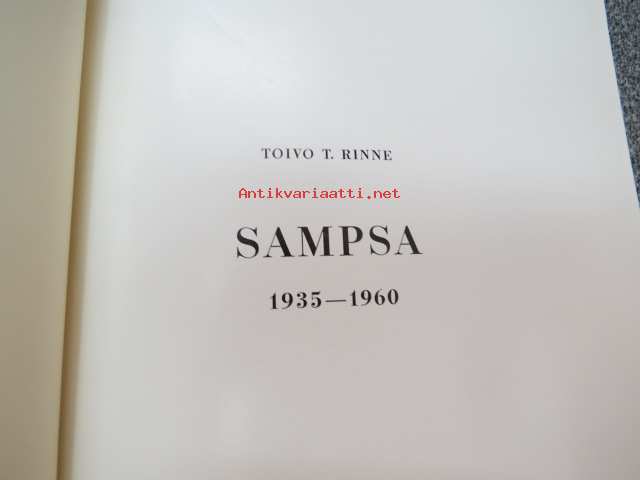 TOIVO T. RINNE
Antikvariaatti.net
SAMPSA
1935—1960